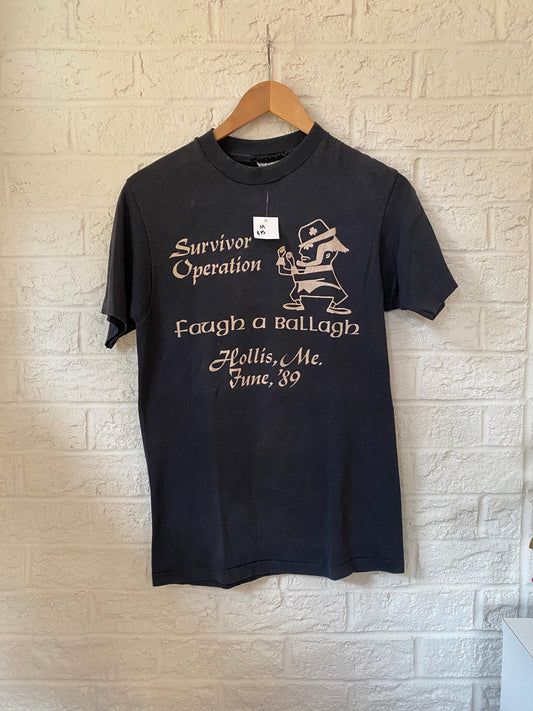 Survivor
Operation
Faugh a Ballagh
Hollis, Me.
June, '89
M